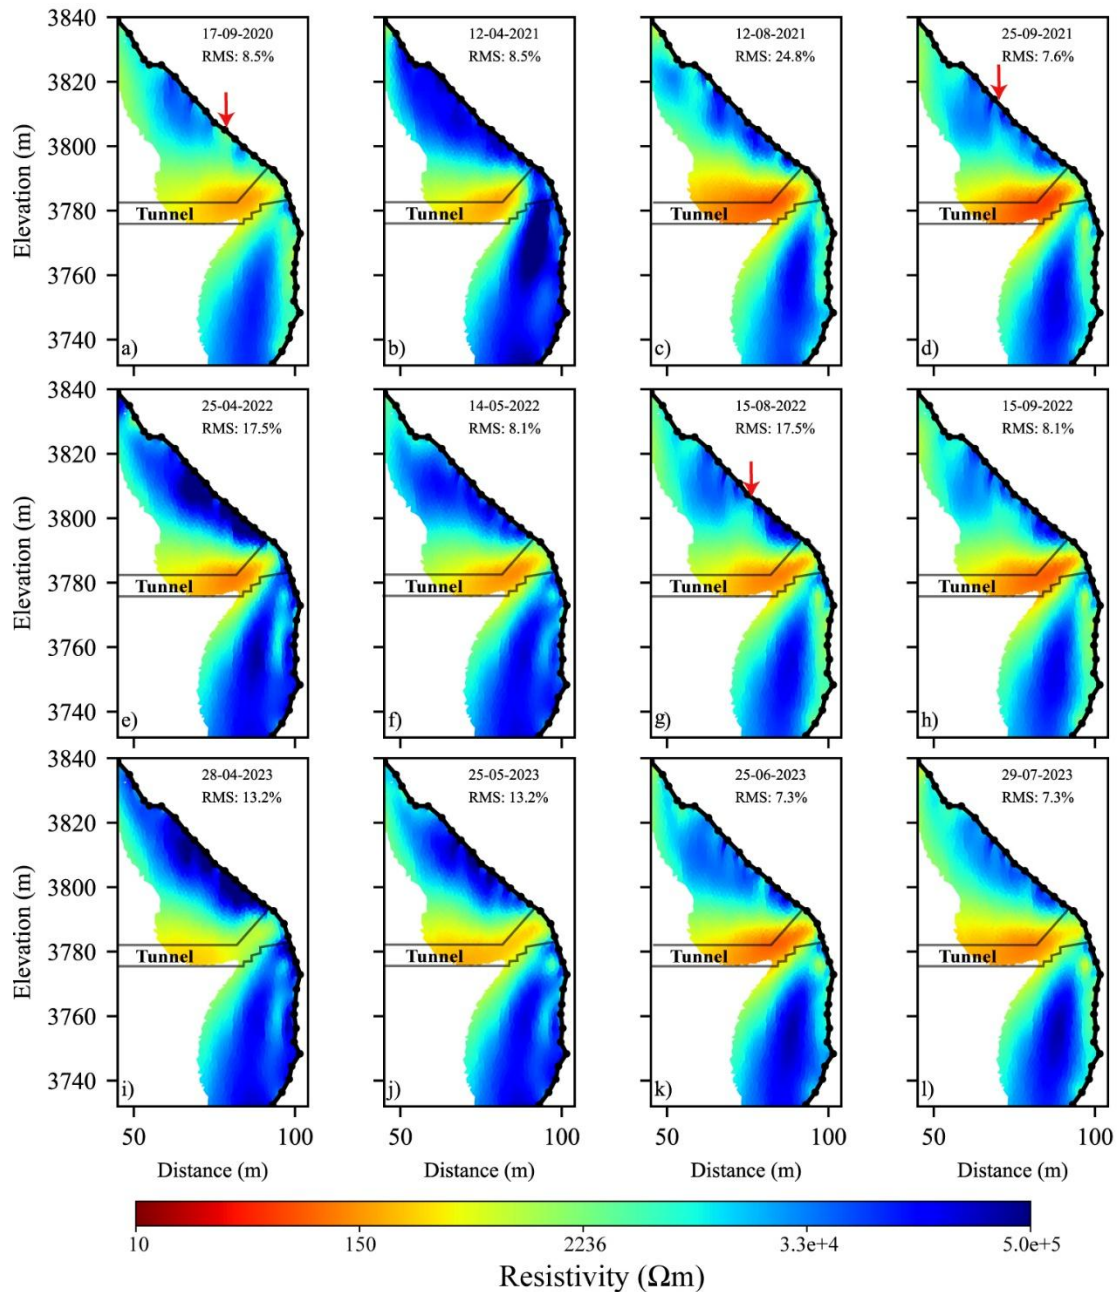 17-09-2020
RMS: 8.5%
12-04-2021
RMS: 8.5%
12-08-2021
RMS: 24.8%
25-09-2021
RMS: 7.6%
3840
3820
3800
3780
3760
3740
Elevation (m)
Tunnel
Tunnel
Tunnel
Tunnel
a)
b)
c)
d)
25-04-2022
RMS: 17.5%
14-05-2022
RMS: 8.1%
15-08-2022
RMS: 17.5%
15-09-2022
RMS: 8.1%
3840
3820
3800
3780
3760
3740
Elevation (m)
Tunnel
Tunnel
Tunnel
Tunnel
e)
f)
g)
h)
28-04-2023
RMS: 13.2%
25-05-2023
RMS: 13.2%
25-06-2023
RMS: 7.3%
29-07-2023
RMS: 7.3%
3840
3820
3800
3780
3760
3740
Elevation (m)
Tunnel
Tunnel
Tunnel
Tunnel
i)
j)
k)
l)
50 100 50 100 50 100 50 100
Distance (m) Distance (m) Distance (m) Distance (m)
10 150 2236 3.3e+4 5.0e+5
Resistivity (Ωm)